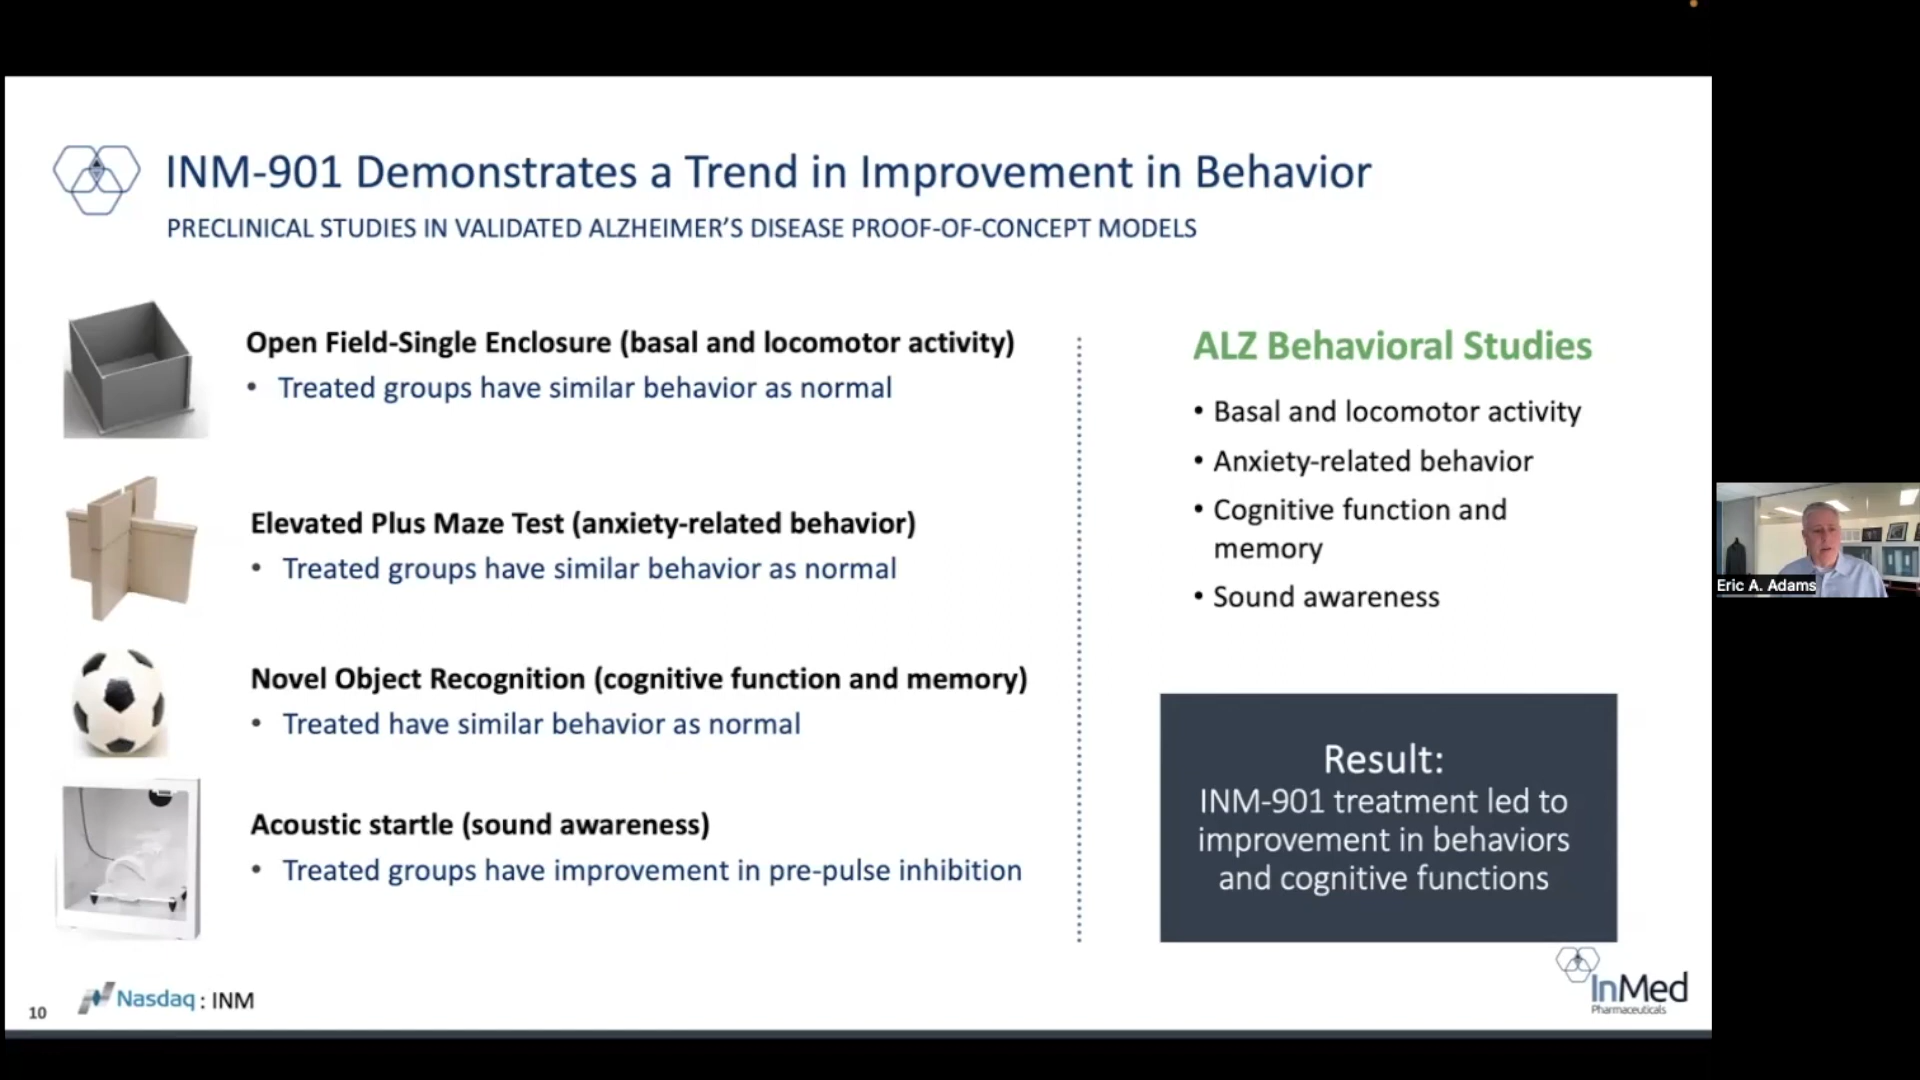 INM-901 Demonstrates a Trend in Improvement in Behavior
PRECLINICAL STUDIES IN VALIDATED ALZHEIMER'S DISEASE PROOF-OF-CONCEPT MODELS
Open Field-Single Enclosure (basal and locomotor activity)
• Treated groups have similar behavior as normal
Elevated Plus Maze Test (anxiety-related behavior)
• Treated groups have similar behavior as normal
Novel Object Recognition (cognitive function and memory)
• Treated have similar behavior as normal
Acoustic startle (sound awareness)
• Treated groups have improvement in pre-pulse inhibition
ALZ Behavioral Studies
• Basal and locomotor activity
• Anxiety-related behavior
• Cognitive function and
memory
• Sound awareness
Result:
INM-901 treatment led to
improvement in behaviors
and cognitive functions
10
Nasdaq : INM
InMed
Pharmaceuticals
Eric A. Adams